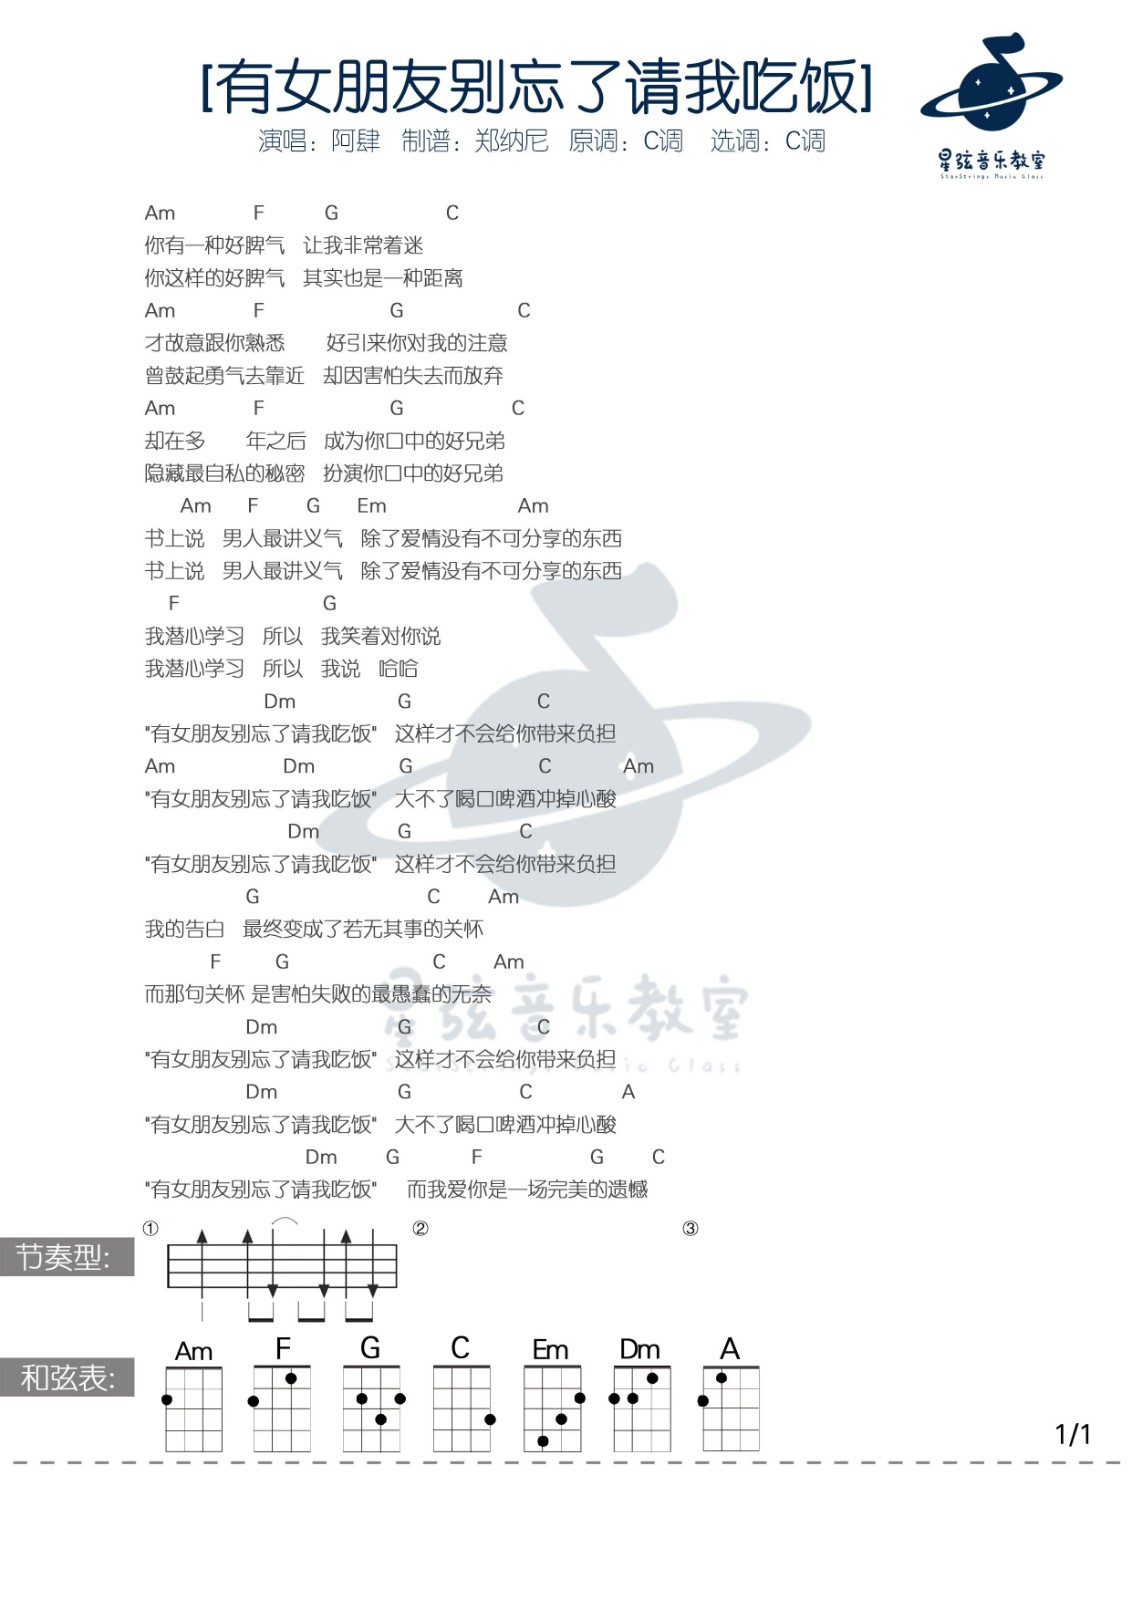 [有女朋友别忘了请我吃饭]
演唱：阿肆 制谱：郑纳尼 原调：C调 选调：C调
星弦音乐教室
StarStrings Music Class
Am F G C
你有一种好脾气 让我非常着迷
你这样的好脾气 其实也是一种距离
Am F G C
才故意跟你熟悉 好引来你对我的注意
曾鼓起勇气去靠近 却因害怕失去而放弃
Am F G C
却在多 年之后 成为你口中的好兄弟
隐藏最自私的秘密 扮演你口中的好兄弟
Am F G Em Am
书上说 男人最讲义气 除了爱情没有不可分享的东西
书上说 男人最讲义气 除了爱情没有不可分享的东西
F G
我潜心学习 所以 我笑着对你说
我潜心学习 所以 我说 哈哈
Dm G C
"有女朋友别忘了请我吃饭" 这样才不会给你带来负担
Am Dm G C Am
"有女朋友别忘了请我吃饭" 大不了喝口啤酒冲掉心酸
Dm G C
"有女朋友别忘了请我吃饭" 这样才不会给你带来负担
G C Am
我的告白 最终变成了若无其事的关怀
F G C Am
而那句关怀 是害怕失败的最愚蠢的无奈
Dm G C
"有女朋友别忘了请我吃饭" 这样才不会给你带来负担
Dm G C A
"有女朋友别忘了请我吃饭" 大不了喝口啤酒冲掉心酸
Dm G F G C
"有女朋友别忘了请我吃饭" 而我爱你是一场完美的遗憾
星弦音乐教室
StarStrings Music Class
① ② ③
节奏型:
Am F G C Em Dm A
和弦表:
1/1